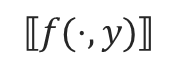 ⟦𝑓(·, 𝑦)⟧